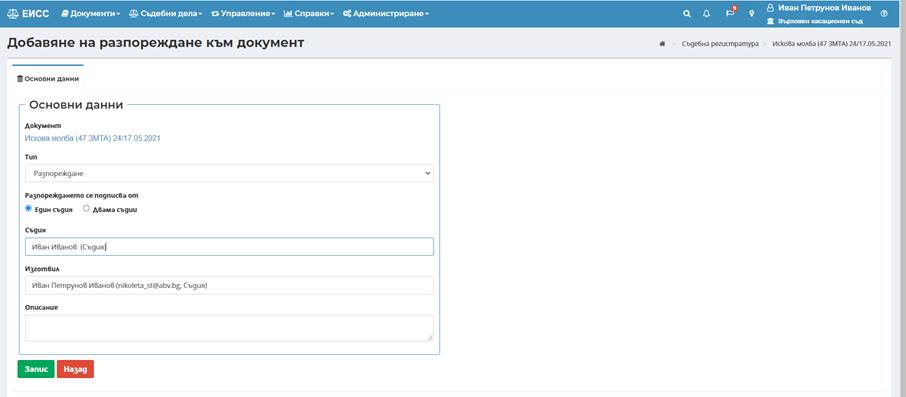 ЕИСС Документи Съдебни дела Управление Справки Администриране 9 Иван Петрунов Иванов
Върховен касационен съд
Добавяне на разпореждане към документ
Съдебна регистратура Искова молба (47 ЗМТА) 24/17.05.2021
Основни данни
Основни данни
Документ
Искова молба (47 ЗМТА) 24/17.05.2021
Тип
Разпореждане
Разпореждането се подписва от
Един съдия Двама съдии
Съдия
Иван Иванов (Съдия)
Изготвил
Иван Петрунов Иванов (nikoleta_st@abv.bg, Съдия)
Описание
Запис Назад